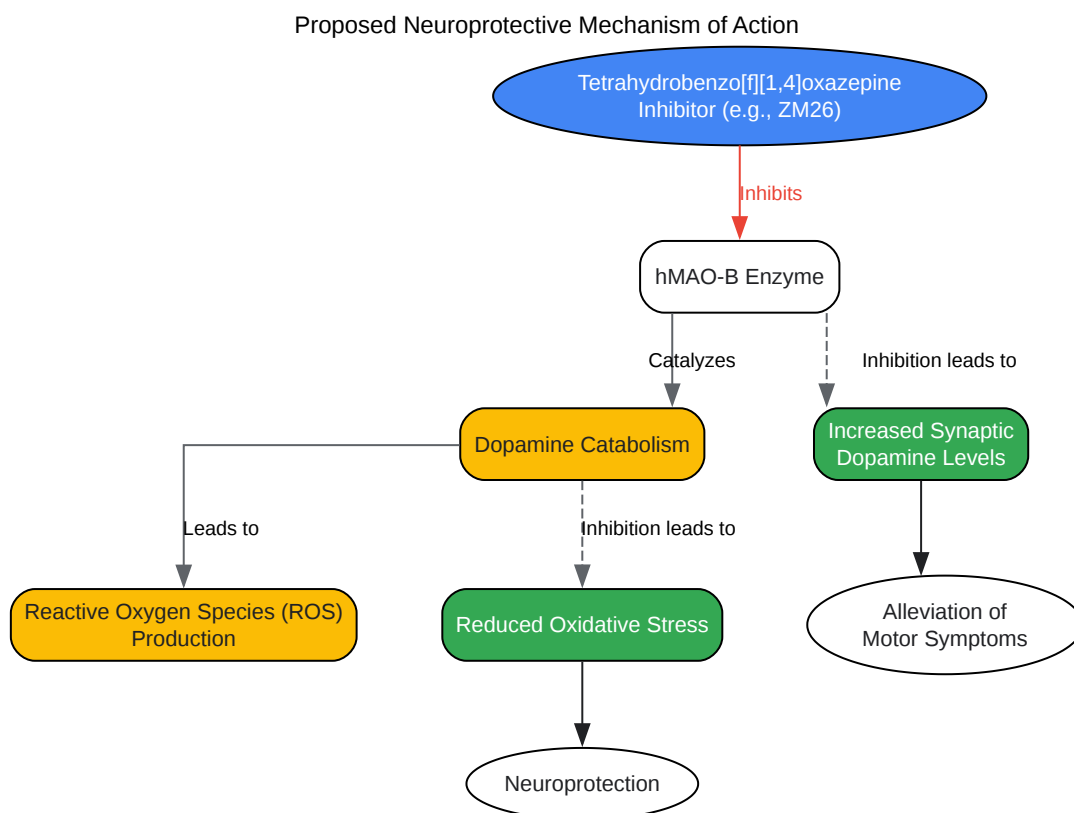 Proposed Neuroprotective Mechanism of Action
Tetrahydrobenzo[f][1,4]oxazepine
Inhibitor (e.g., ZM26)
Inhibits
hMAO-B Enzyme
Catalyzes
Inhibition leads to
Dopamine Catabolism
Increased Synaptic
Dopamine Levels
Leads to
Inhibition leads to
Reactive Oxygen Species (ROS)
Production
Reduced Oxidative Stress
Alleviation of
Motor Symptoms
Neuroprotection